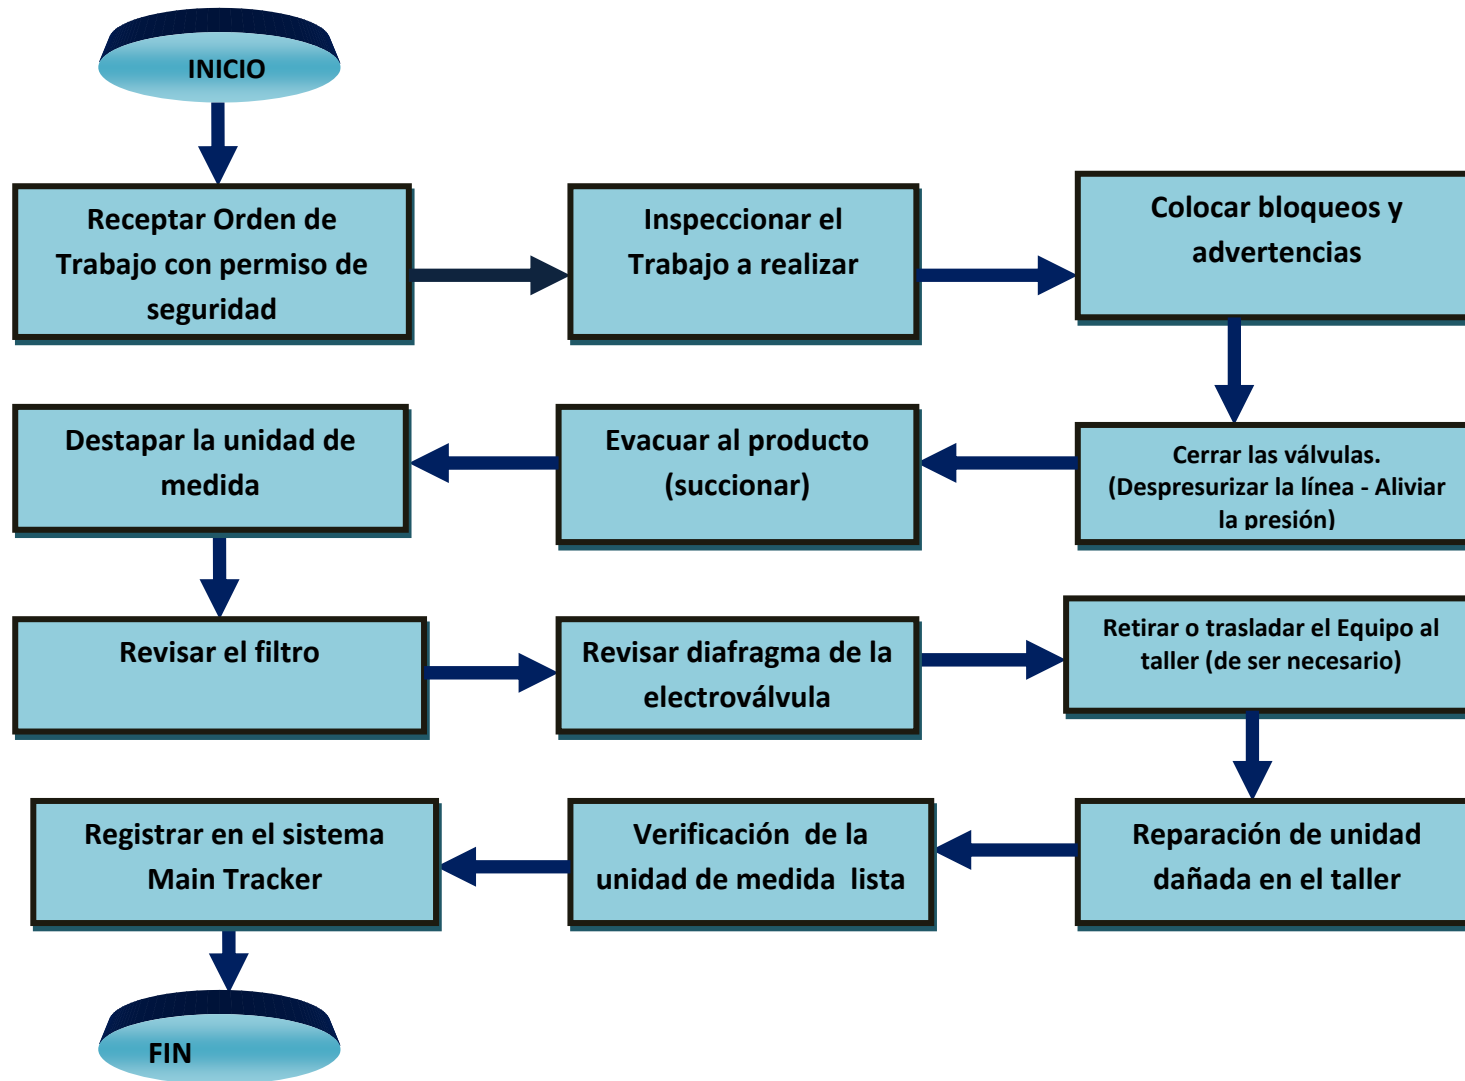 INICIO
Receptar Orden de
Trabajo con permiso de
seguridad
Inspeccionar el
Trabajo a realizar
Colocar bloqueos y
advertencias
Cerrar las válvulas.
(Despresurizar la línea - Aliviar
la presión)
Evacuar al producto
(succionar)
Destapar la unidad de
medida
Revisar el filtro
Revisar diafragma de la
electroválvula
Retirar o trasladar el Equipo al
taller (de ser necesario)
Reparación de unidad
dañada en el taller
Verificación  de la
unidad de medida  lista
Registrar en el sistema
Main Tracker
FIN